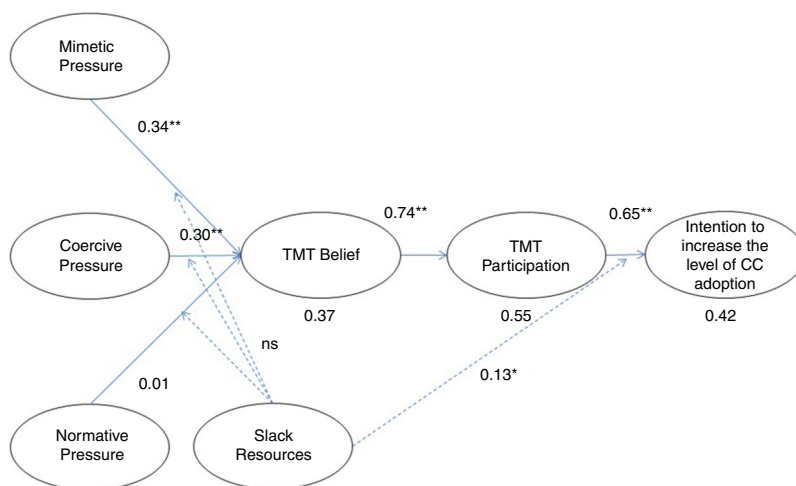 Mimetic
Pressure
0.34**
Coercive
Pressure
0.30**
TMT Belief
0.74**
TMT
Participation
0.65**
Intention to
increase the
level of CC
adoption
0.37
0.55
0.42
ns
0.01
0.13*
Normative
Pressure
Slack
Resources